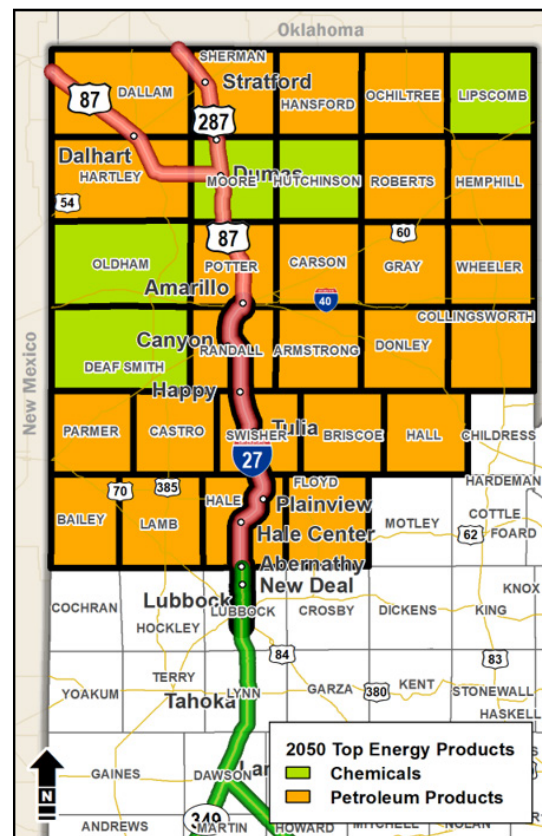 Oklahoma
SHERMAN
87
DALLAM
Stratford
HANSFORD
OCHILTREE
LIPSCOMB
287
Dalhart
HARTLEY
Dumas
MOORE
HUTCHINSON
ROBERTS
HEMPHILL
54
87
60
OLDHAM
POTTER
CARSON
GRAY
WHEELER
Amarillo
40
COLLINGSWORTH
Canyon
RANDALL
ARMSTRONG
DONLEY
DEAF SMITH
New Mexico
Happy
PARMER
CASTRO
SWISHER
Tulia
BRISCOE
HALL
CHILDRESS
27
HARDEMAN
70
385
HALE
FLOYD
Plainview
BAILEY
LAMB
MOTLEY
COTTLE
Hale Center
62
FOARD
Abernathy
New Deal
KNOX
COCHRAN
Lubbock
LUBBOCK
CROSBY
DICKENS
KING
HOCKLEY
84
83
TERRY
KENT
YOAKUM
LYNN
GARZA
380
STONEWALL
Tahoka
HASKELL
2050 Top Energy Products
Chemicals
Petroleum Products
N
GAINES
DAWSON
349
ANDREWS
MARTIN
HOWARD
MITCHELL
NOLAN